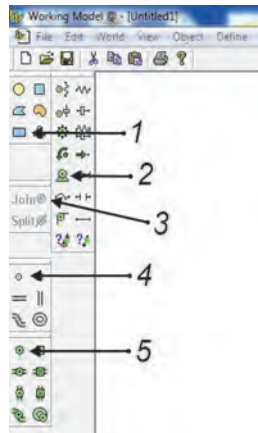 Working Model @ - [Untitled1]
File Edit World View Object Define
1
2
Join
3
Split
4
5